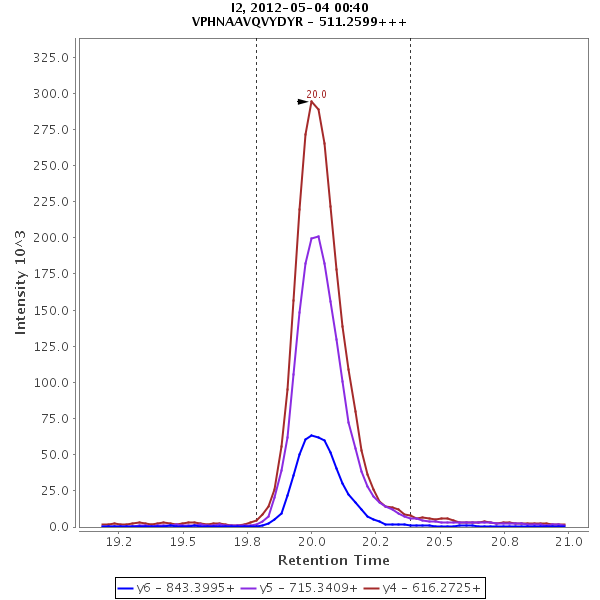 I2, 2012-05-04 00:40
VPHNAAVQVYDYR - 511.2599+++
20.0
Intensity 10^3
325.0
300.0
275.0
250.0
225.0
200.0
175.0
150.0
125.0
100.0
75.0
50.0
25.0
0.0
19.2 19.5 19.8 20.0 20.2 20.5 20.8 21.0
Retention Time
y6 - 843.3995+ y5 - 715.3409+ y4 - 616.2725+